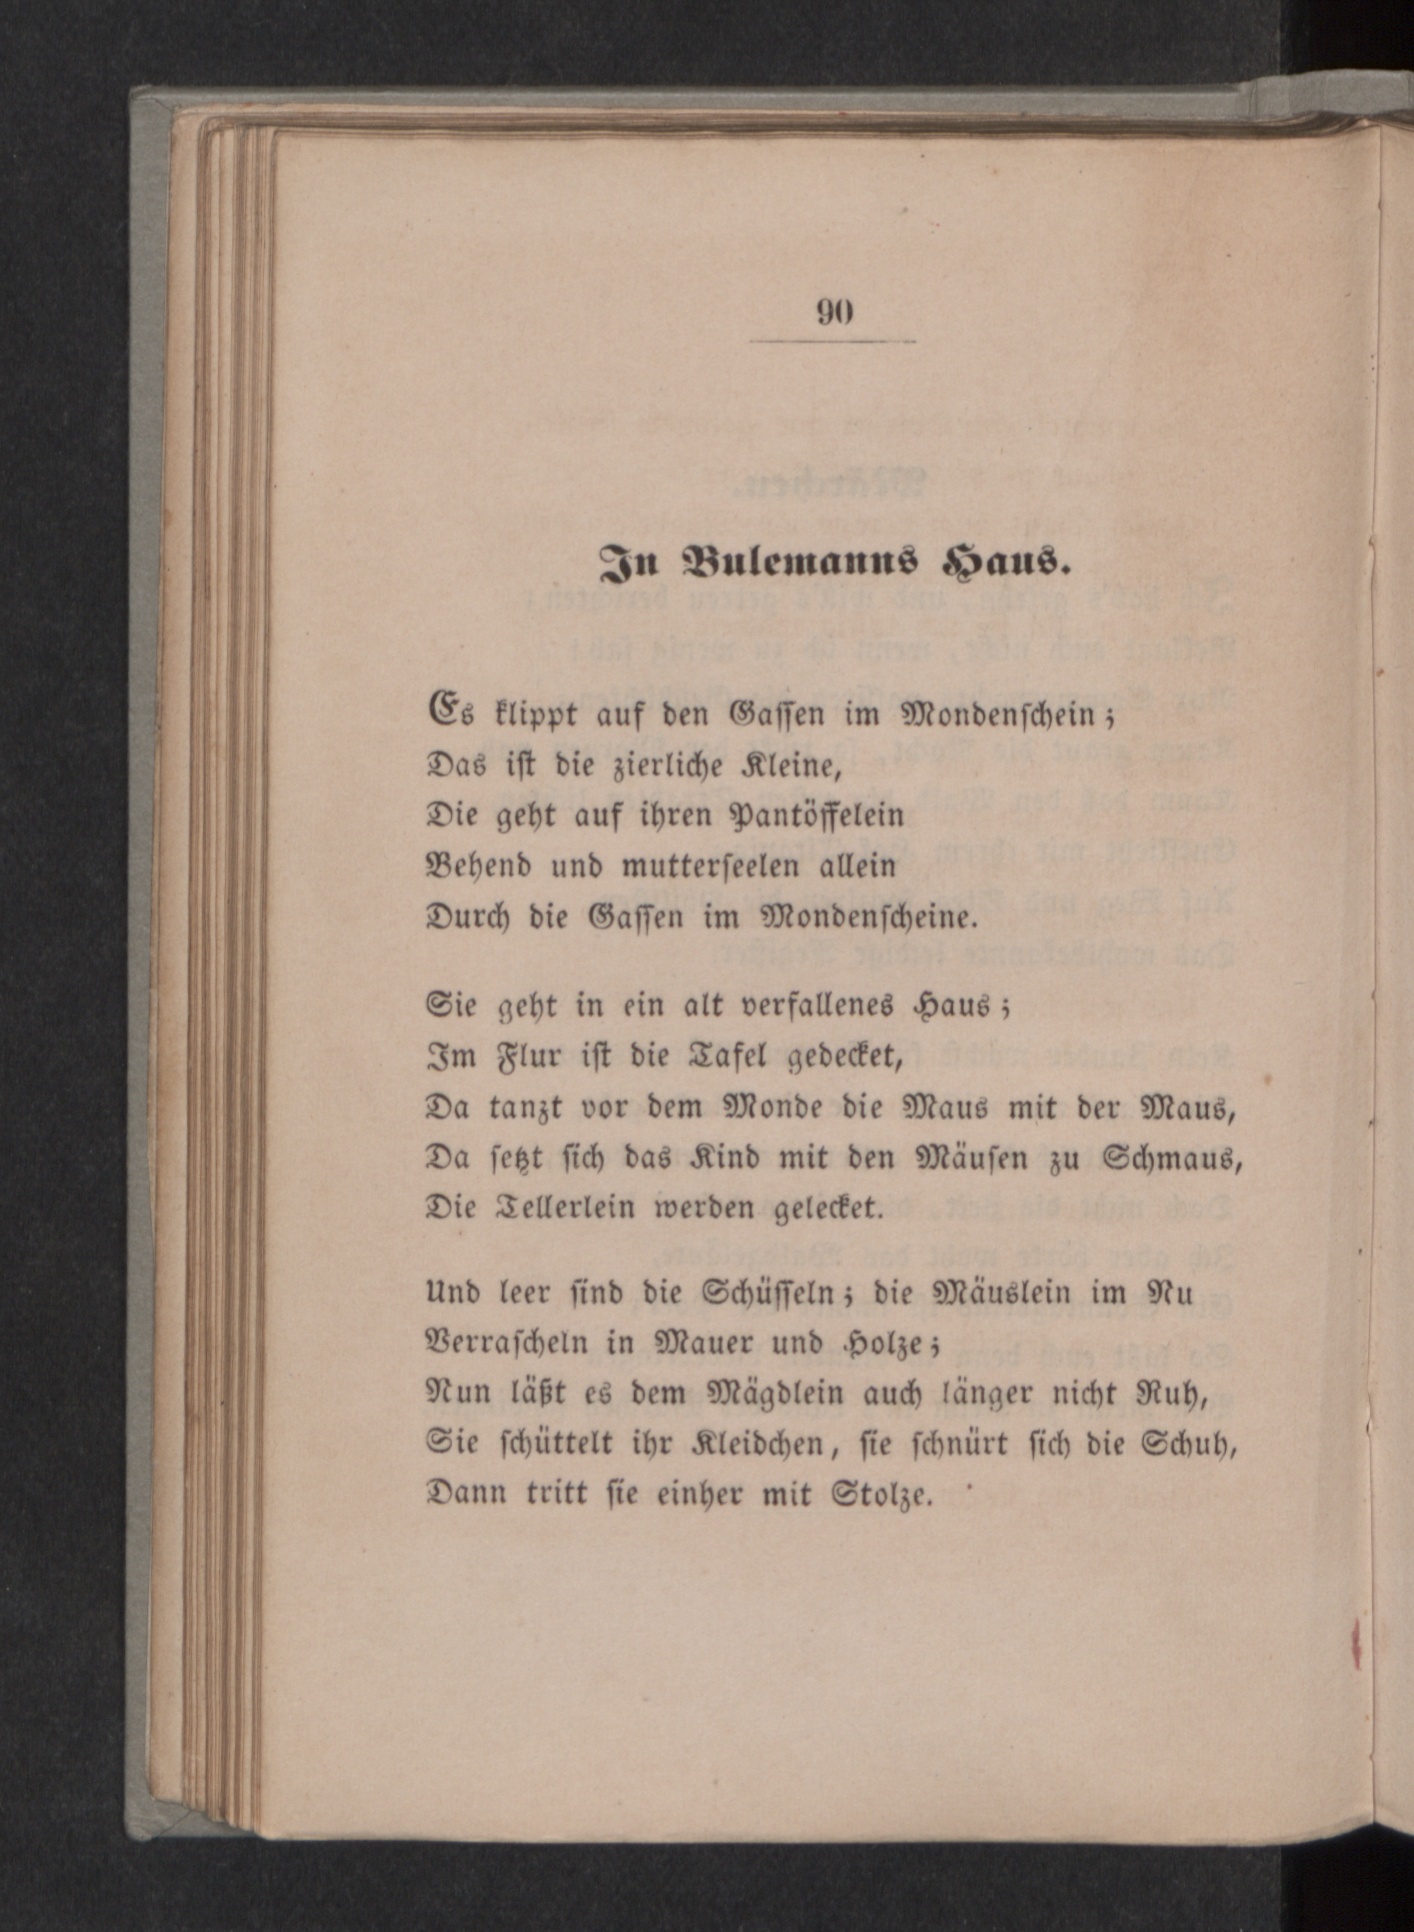 90
In Bulemanns Haus.
Es klippt auf den Gaſſen im Mondenſchein;
Das iſt die zierliche Kleine,
Die geht auf ihren Pantöffelein
Behend und mutterſeelen allein
Durch die Gaſſen im Mondenſcheine.
Sie geht in ein alt verfallenes Haus;
Im Flur iſt die Tafel gedecket,
Da tanzt vor dem Monde die Maus mit der Maus,
Da ſetzt ſich das Kind mit den Mäuſen zu Schmaus,
Die Tellerlein werden gelecket.
Und leer ſind die Schüſſeln; die Mäuslein im Nu
Verraſcheln in Mauer und Holze;
Nun läßt es dem Mägdlein auch länger nicht Ruh,
Sie ſchüttelt ihr Kleidchen, ſie ſchnürt ſich die Schuh,
Dann tritt ſie einher mit Stolze.